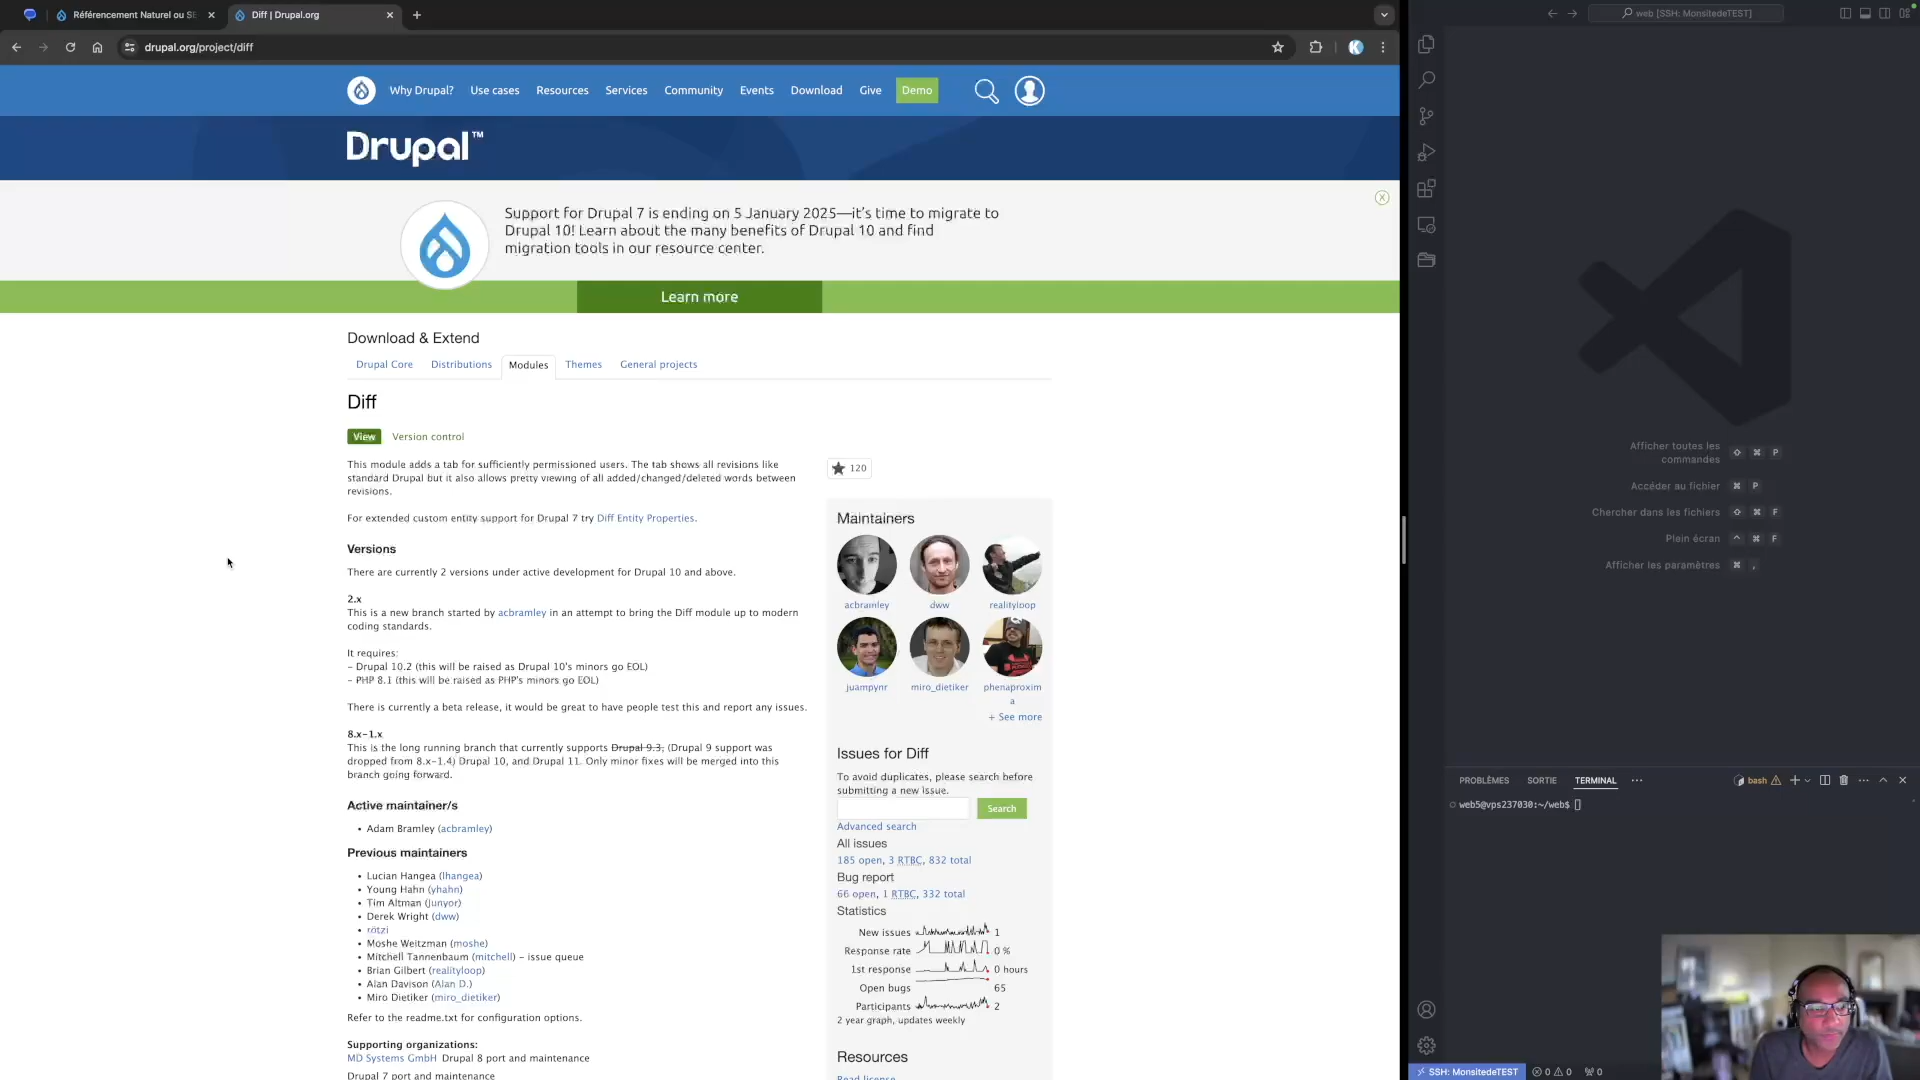 Référencement Naturel ou SE
Diff | Drupal.org
drupal.org/project/diff
Why Drupal?
Use cases
Resources
Services
Community
Events
Download
Give
Demo
Drupal™
Support for Drupal 7 is ending on 5 January 2025—it's time to migrate to
Drupal 10! Learn about the many benefits of Drupal 10 and find
migration tools in our resource center.
Learn more
Download & Extend
Drupal Core
Distributions
Modules
Themes
General projects
Diff
View
Version control
This module adds a tab for sufficiently permissioned users. The tab shows all revisions like
standard Drupal but it also allows pretty viewing of all added/changed/deleted words between
revisions.
For extended custom entity support for Drupal 7 try Diff Entity Properties.
Versions
There are currently 2 versions under active development for Drupal 10 and above.
2.x
This is a new branch started by acbramley in an attempt to bring the Diff module up to modern
coding standards.
It requires:
– Drupal 10.2 (this will be raised as Drupal 10's minors go EOL)
– PHP 8.1 (this will be raised as PHP's minors go EOL)
There is currently a beta release, it would be great to have people test this and report any issues.
8.x-1.x
This is the long running branch that currently supports Drupal 9.3, (Drupal 9 support was
dropped from 8.x-1.4) Drupal 10, and Drupal 11. Only minor fixes will be merged into this
branch going forward.
Active maintainer/s
• Adam Bramley (acbramley)
Previous maintainers
• Lucian Hangea (lhangea)
• Young Hahn (yhahn)
• Tim Altman (Junyor)
• Derek Wright (dww)
• rötzi
• Moshe Weitzman (moshe)
• Mitchell Tannenbaum (mitchell) – issue queue
• Brian Gilbert (realityloop)
• Alan Davison (Alan D.)
• Miro Dietiker (miro_dietiker)
Refer to the readme.txt for configuration options.
Supporting organizations:
MD Systems GmbH Drupal 8 port and maintenance
Drupal 7 port and maintenance
120
Maintainers
acbramley
dww
realityloop
juampynr
miro_dietiker
phenaproxim
a
+ See more
Issues for Diff
To avoid duplicates, please search before
submitting a new issue.
Search
Advanced search
All issues
185 open, 3 RTBC, 832 total
Bug report
66 open, 1 RTBC, 332 total
Statistics
New issues 1
Response rate 0 %
1st response 0 hours
Open bugs 65
Participants 2
2 year graph, updates weekly
Resources
Read license
web [SSH: MonsitedeTEST]
Afficher toutes les
commandes ⇧ ⌘ P
Accéder au fichier ⌘ P
Chercher dans les fichiers ⇧ ⌘ F
Plein écran ^ ⌘ F
Afficher les paramètres ⌘ ,
PROBLÈMES
SORTIE
TERMINAL
bash
web5@vps237030:~/web$
SSH: MonsitedeTEST
0
0
0